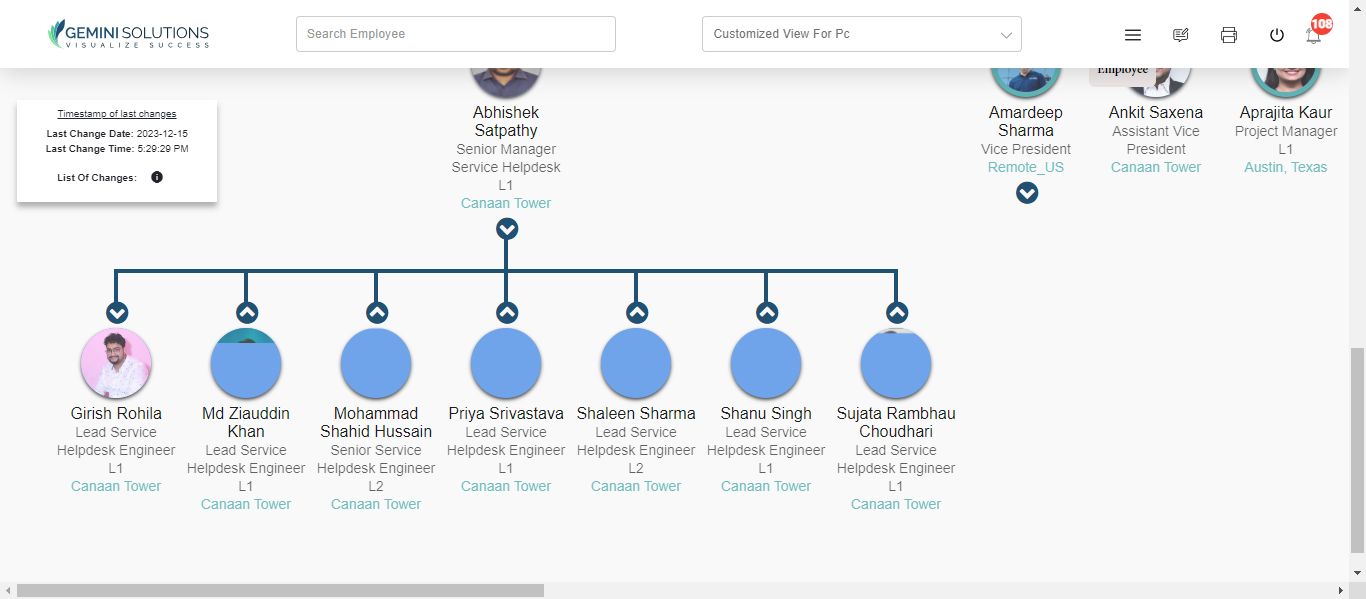 GEMINI SOLUTIONS
VISUALIZE SUCCESS
Search Employee
Customized View For Pc
108
Employee
Timestamp of last changes
Last Change Date: 2023-12-15
Last Change Time: 5:29:29 PM
List Of Changes:
Abhishek
Satpathy
Senior Manager
Service Helpdesk
L1
Canaan Tower
Amardeep
Sharma
Vice President
Remote_US
Ankit Saxena
Assistant Vice
President
Canaan Tower
Aprajita Kaur
Project Manager
L1
Austin, Texas
Girish Rohila
Lead Service
Helpdesk Engineer
L1
Canaan Tower
Md Ziauddin
Khan
Lead Service
Helpdesk Engineer
L1
Canaan Tower
Mohammad
Shahid Hussain
Senior Service
Helpdesk Engineer
L2
Canaan Tower
Priya Srivastava
Lead Service
Helpdesk Engineer
L1
Canaan Tower
Shaleen Sharma
Lead Service
Helpdesk Engineer
L2
Canaan Tower
Shanu Singh
Lead Service
Helpdesk Engineer
L1
Canaan Tower
Sujata Rambhau
Choudhari
Lead Service
Helpdesk Engineer
L1
Canaan Tower